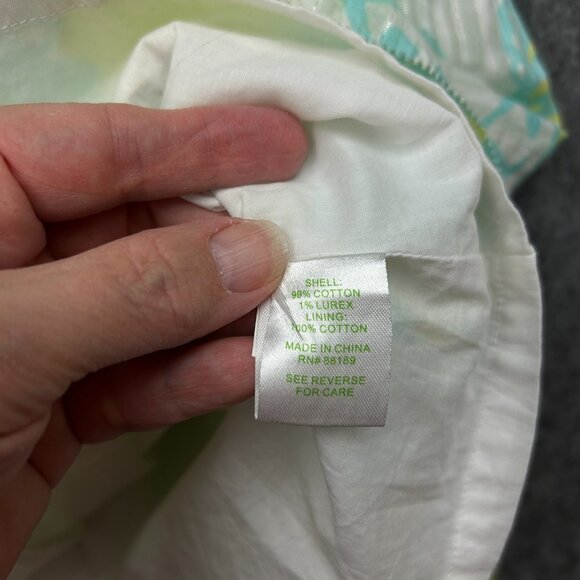 SHELL:
99% COTTON
1% LUREX
LINING:
100% COTTON
MADE IN CHINA
RN# 88189
SEE REVERSE
FOR CARE